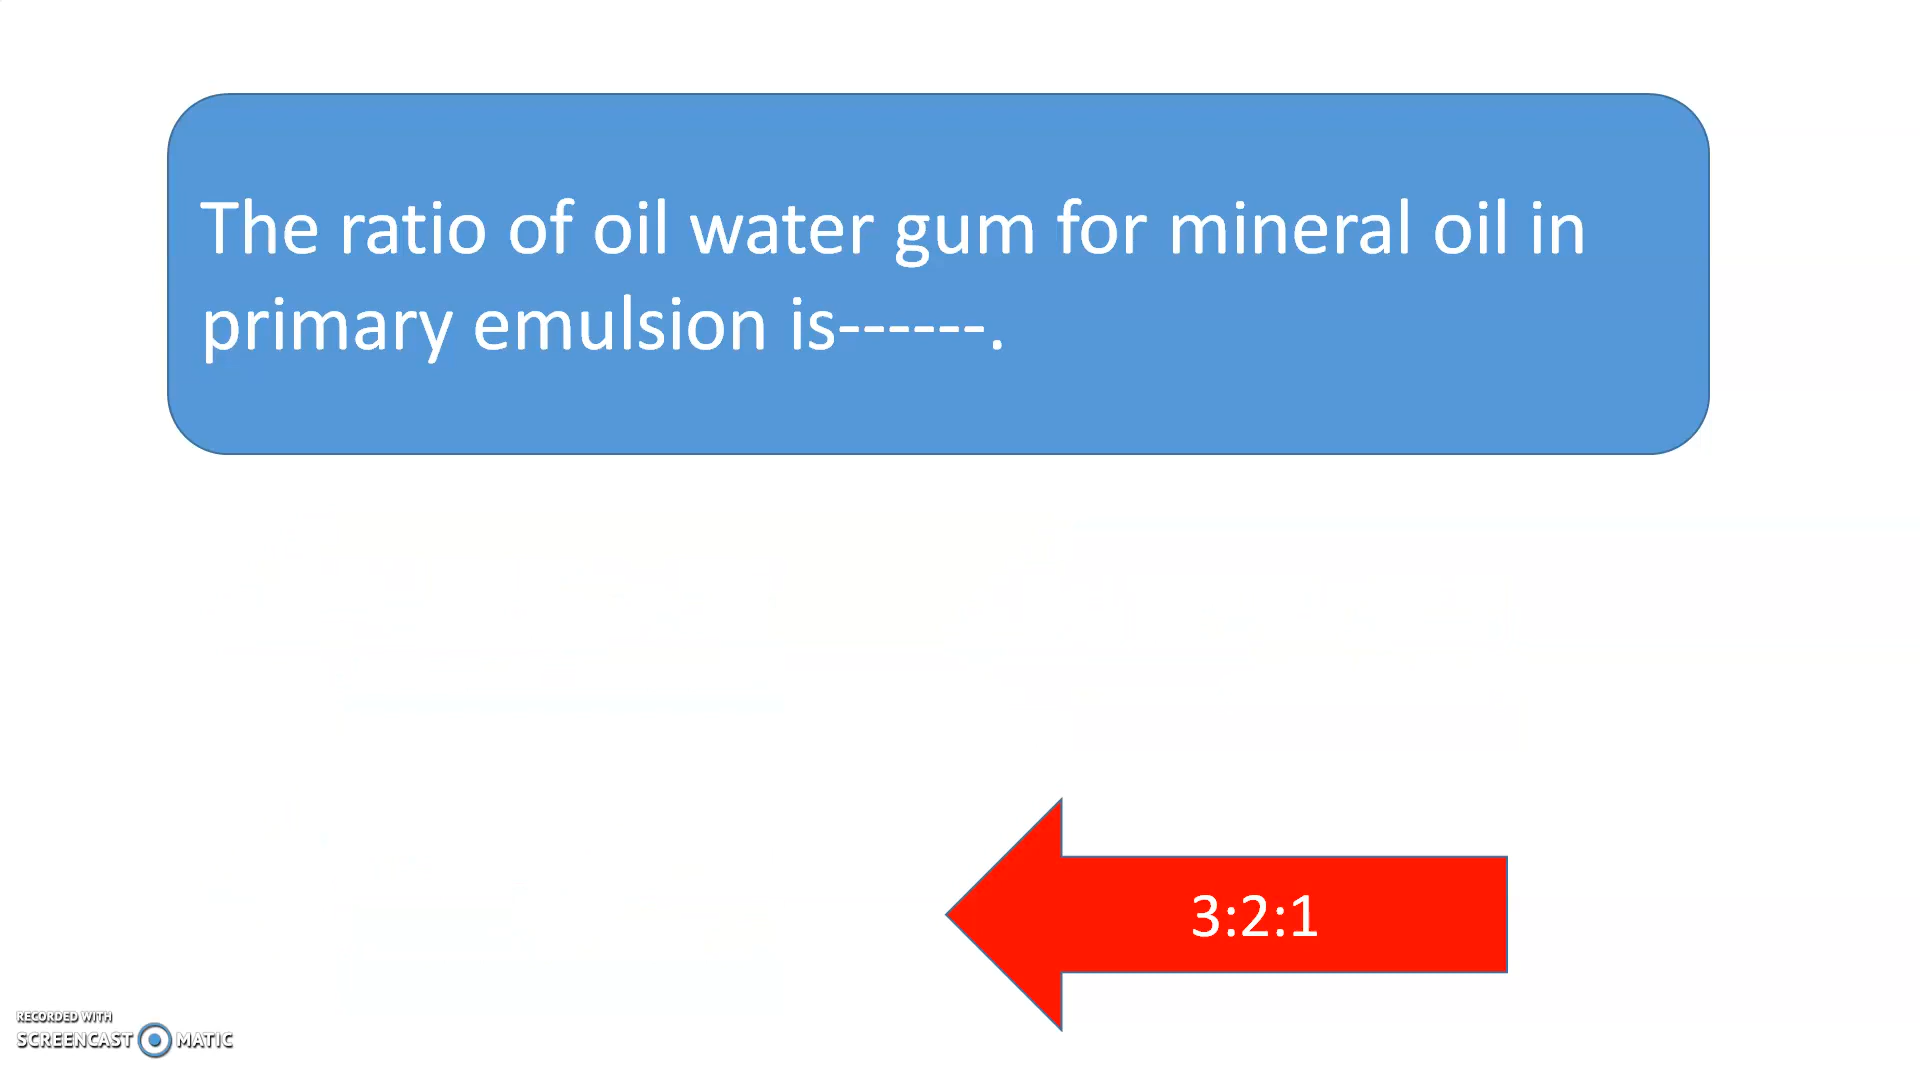 The ratio of oil water gum for mineral oil in
primary emulsion is------.
3:2:1
RECORDED WITH
SCREENCAST MATIC